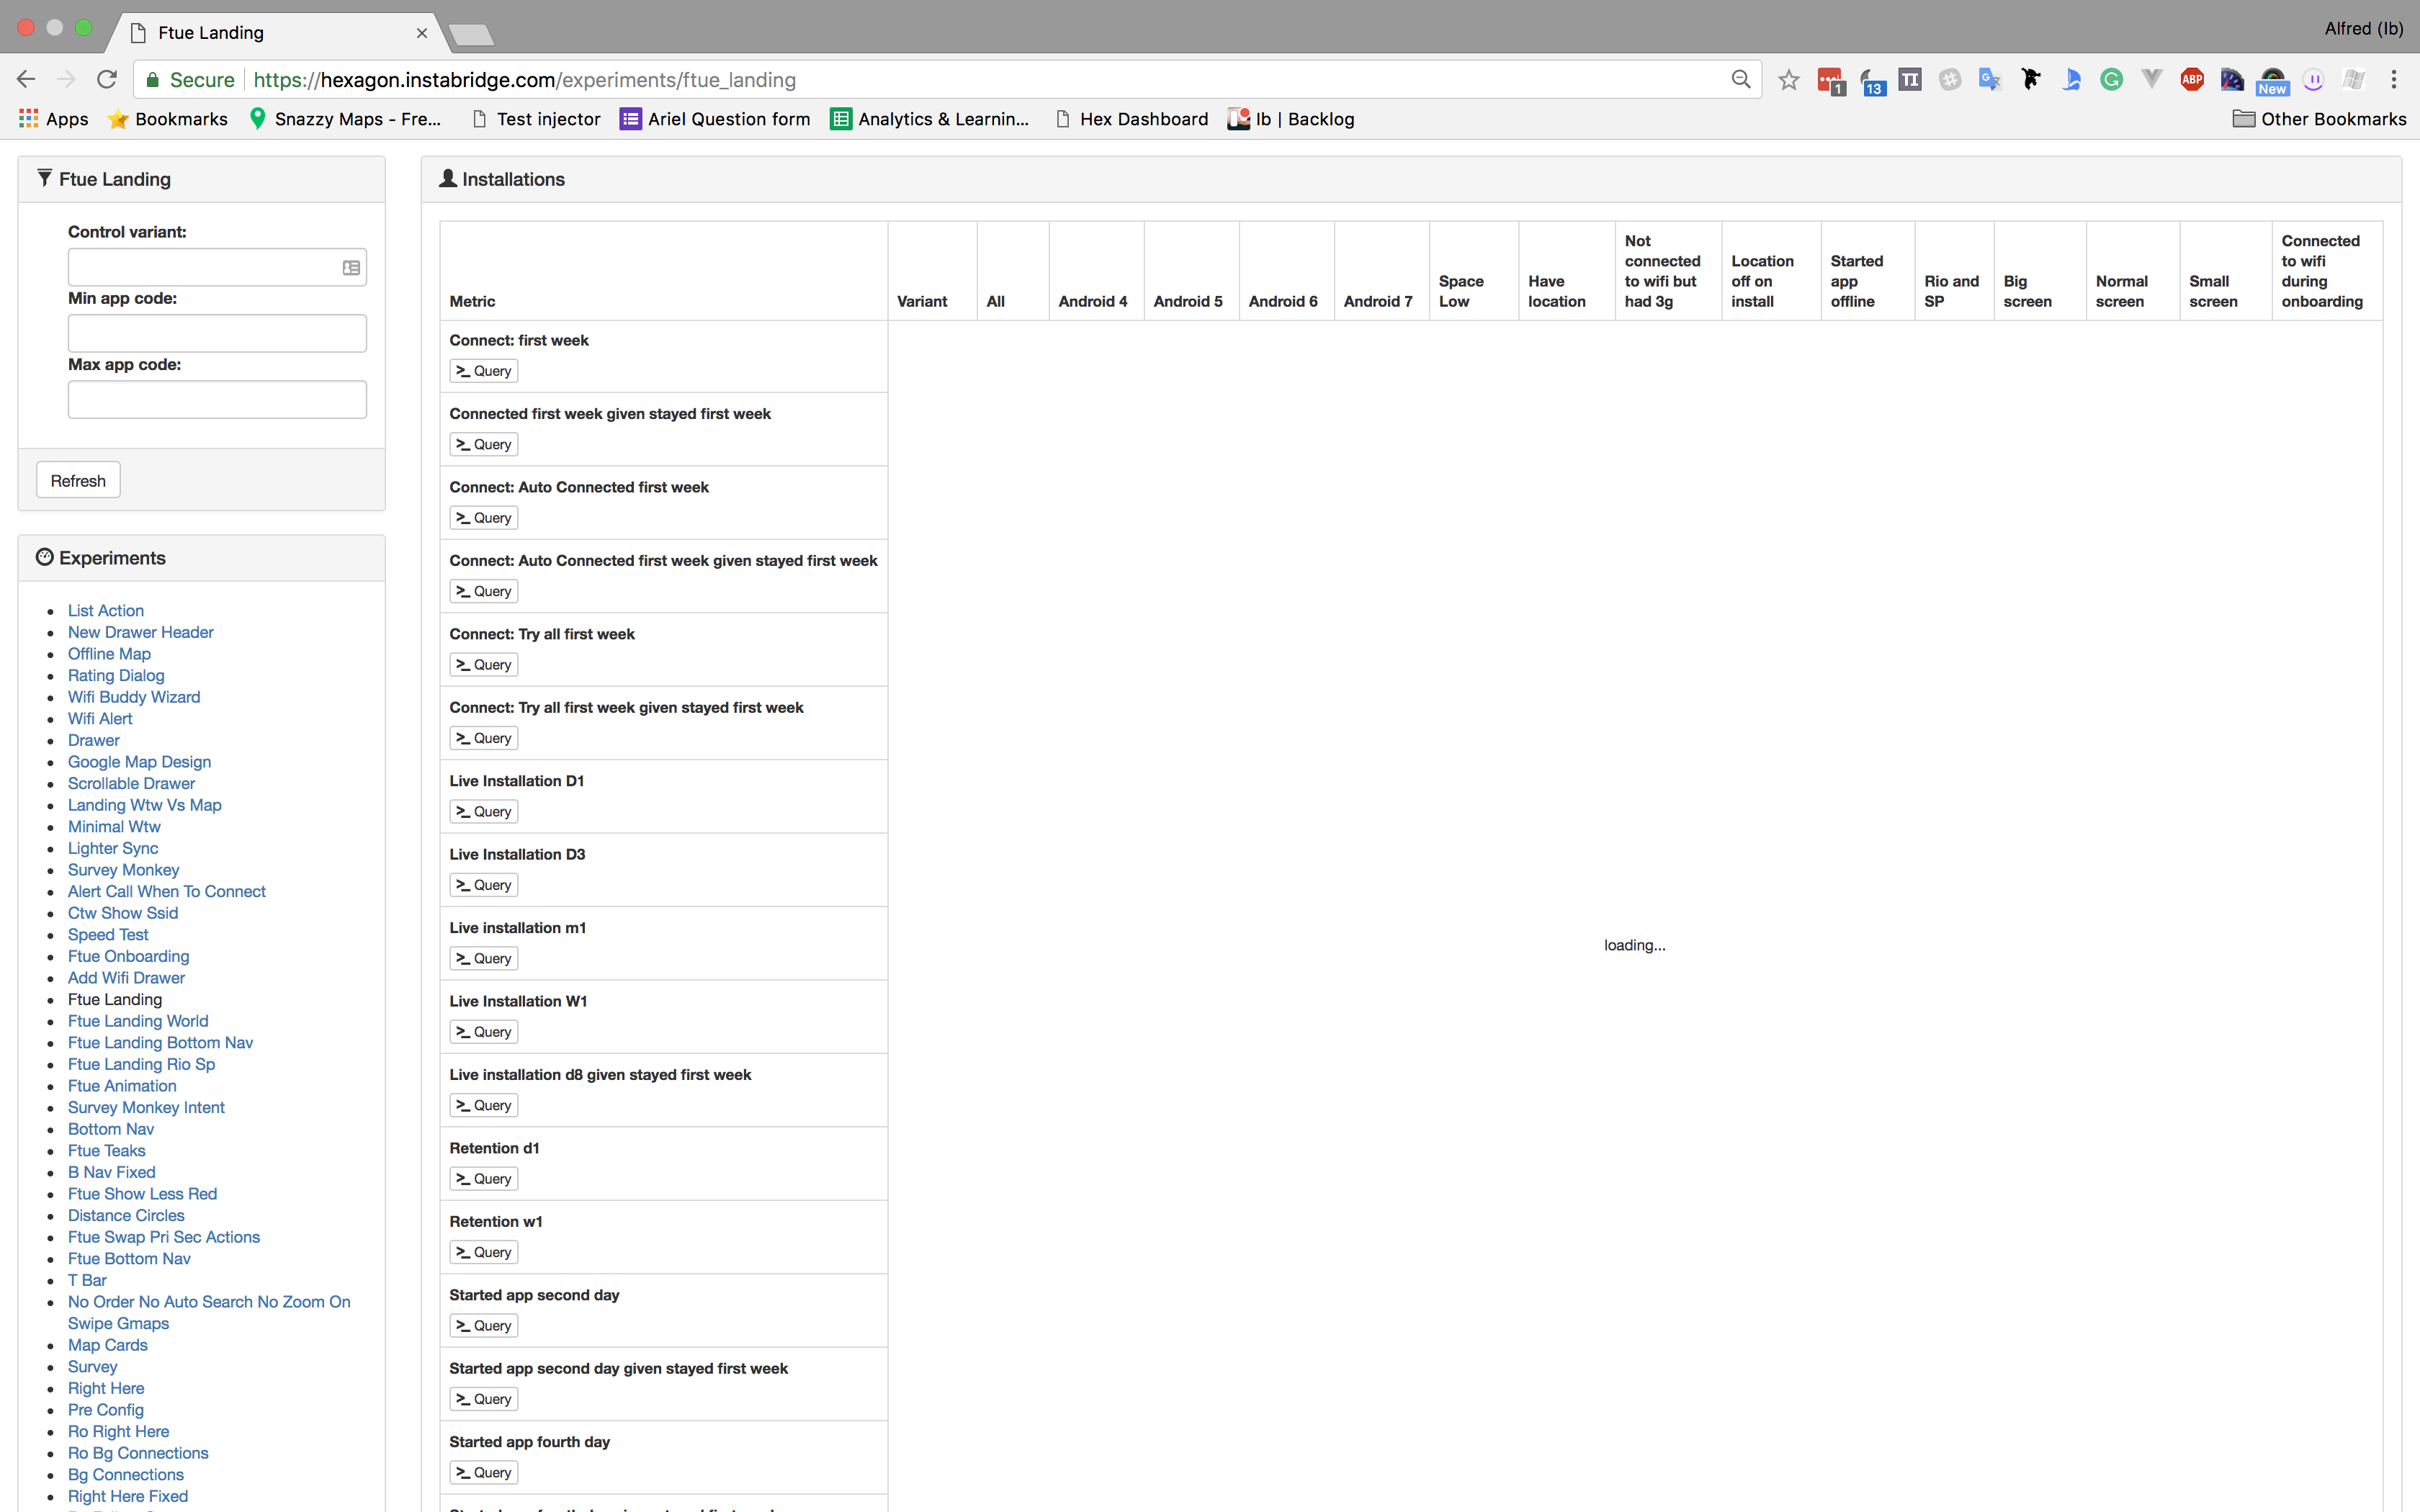 Ftue Landing
Alfred (Ib)
Secure https://hexagon.instabridge.com/experiments/ftue_landing
1
13
ABP
New
Apps
Bookmarks
Snazzy Maps - Fre...
Test injector
Ariel Question form
Analytics & Learnin...
Hex Dashboard
Ib | Backlog
Other Bookmarks
Ftue Landing
Control variant:
Min app code:
Max app code:
Refresh
Experiments
List Action
New Drawer Header
Offline Map
Rating Dialog
Wifi Buddy Wizard
Wifi Alert
Drawer
Google Map Design
Scrollable Drawer
Landing Wtw Vs Map
Minimal Wtw
Lighter Sync
Survey Monkey
Alert Call When To Connect
Ctw Show Ssid
Speed Test
Ftue Onboarding
Add Wifi Drawer
Ftue Landing
Ftue Landing World
Ftue Landing Bottom Nav
Ftue Landing Rio Sp
Ftue Animation
Survey Monkey Intent
Bottom Nav
Ftue Teaks
B Nav Fixed
Ftue Show Less Red
Distance Circles
Ftue Swap Pri Sec Actions
Ftue Bottom Nav
T Bar
No Order No Auto Search No Zoom On
Swipe Gmaps
Map Cards
Survey
Right Here
Pre Config
Ro Right Here
Ro Bg Connections
Bg Connections
Right Here Fixed
Installations
Metric
Variant
All
Android 4
Android 5
Android 6
Android 7
Space
Low
Have
location
Not
connected
to wifi but
had 3g
Location
off on
install
Started
app
offline
Rio and
SP
Big
screen
Normal
screen
Small
screen
Connected
to wifi
during
onboarding
Connect: first week
>_ Query
Connected first week given stayed first week
>_ Query
Connect: Auto Connected first week
>_ Query
Connect: Auto Connected first week given stayed first week
>_ Query
Connect: Try all first week
>_ Query
Connect: Try all first week given stayed first week
>_ Query
Live Installation D1
>_ Query
Live Installation D3
>_ Query
Live installation m1
>_ Query
Live Installation W1
>_ Query
Live installation d8 given stayed first week
>_ Query
Retention d1
>_ Query
Retention w1
>_ Query
Started app second day
>_ Query
Started app second day given stayed first week
>_ Query
Started app fourth day
>_ Query
loading...